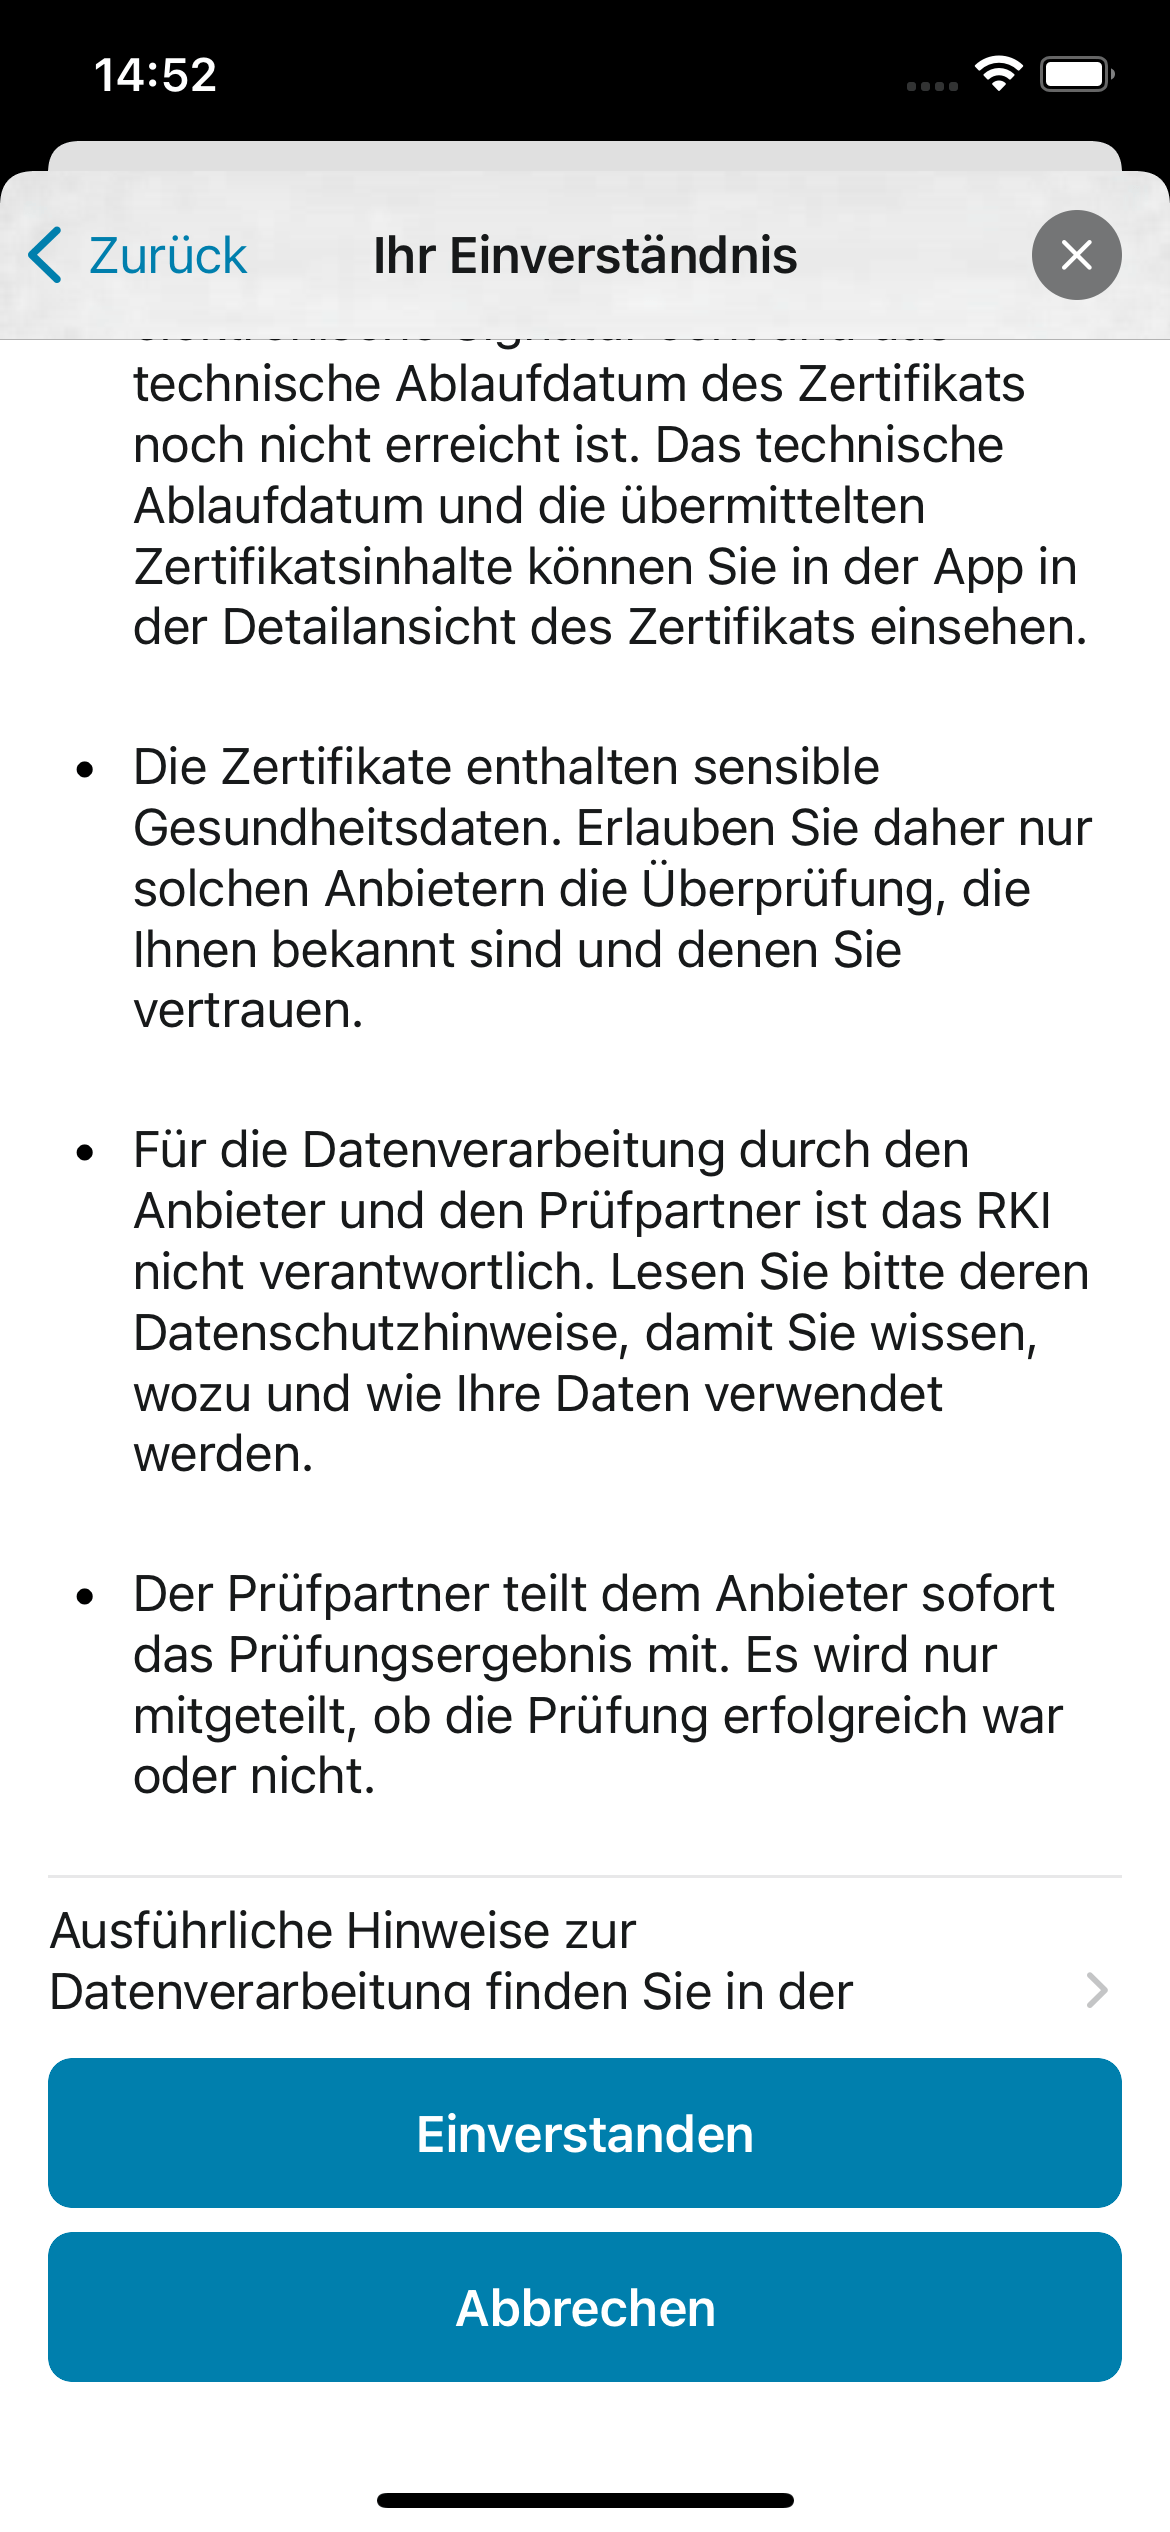 14:52
Zurück
Ihr Einverständnis
technische Ablaufdatum des Zertifikats
noch nicht erreicht ist. Das technische
Ablaufdatum und die übermittelten
Zertifikatsinhalte können Sie in der App in
der Detailansicht des Zertifikats einsehen.
• Die Zertifikate enthalten sensible
Gesundheitsdaten. Erlauben Sie daher nur
solchen Anbietern die Überprüfung, die
Ihnen bekannt sind und denen Sie
vertrauen.
• Für die Datenverarbeitung durch den
Anbieter und den Prüfpartner ist das RKI
nicht verantwortlich. Lesen Sie bitte deren
Datenschutzhinweise, damit Sie wissen,
wozu und wie Ihre Daten verwendet
werden.
• Der Prüfpartner teilt dem Anbieter sofort
das Prüfungsergebnis mit. Es wird nur
mitgeteilt, ob die Prüfung erfolgreich war
oder nicht.
Ausführliche Hinweise zur
Datenverarbeitung finden Sie in der
Einverstanden
Abbrechen